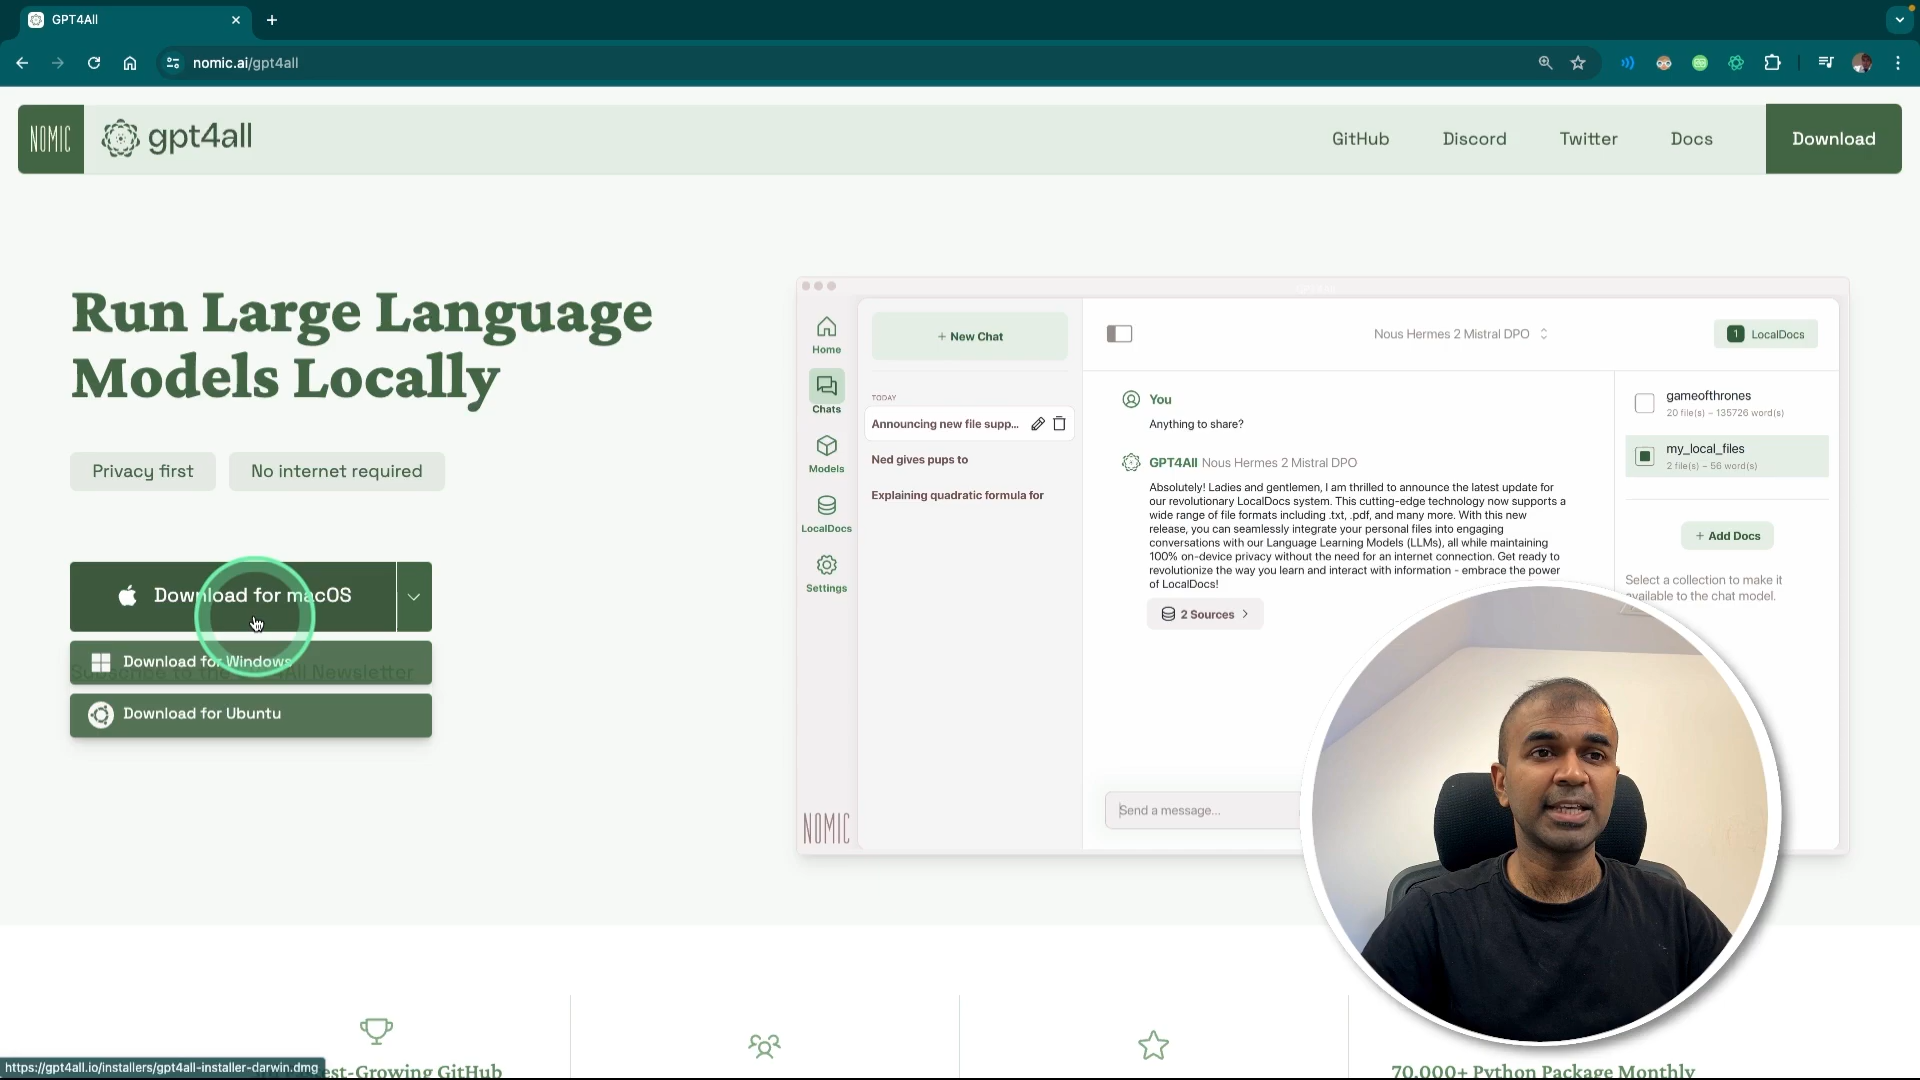 GPT4All
nomic.ai/gpt4all
NOMIC
gpt4all
GitHub
Discord
Twitter
Docs
Download
Run Large Language
Models Locally
Privacy first
No internet required
Download for macOS
Download for Windows
Download for Ubuntu
Home
Chats
Models
LocalDocs
Settings
NOMIC
+ New Chat
TODAY
Announcing new file supp...
Ned gives pups to
Explaining quadratic formula for
Nous Hermes 2 Mistral DPO
1 LocalDocs
You
Anything to share?
GPT4All Nous Hermes 2 Mistral DPO
Absolutely! Ladies and gentlemen, I am thrilled to announce the latest update for
our revolutionary LocalDocs system. This cutting-edge technology now supports a
wide range of file formats including .txt, .pdf, and many more. With this new
release, you can seamlessly integrate your personal files into engaging
conversations with our Language Learning Models (LLMs), all while maintaining
100% on-device privacy without the need for an internet connection. Get ready to
revolutionize the way you learn and interact with information - embrace the power
of LocalDocs!
2 Sources
Send a message...
gameofthrones
20 file(s) – 135726 word(s)
my_local_files
2 file(s) – 56 word(s)
+ Add Docs
Select a collection to make it
available to the chat model.
https://gpt4all.io/installers/gpt4all-installer-darwin.dmg
GitHub
70,000+ Python Package Monthly